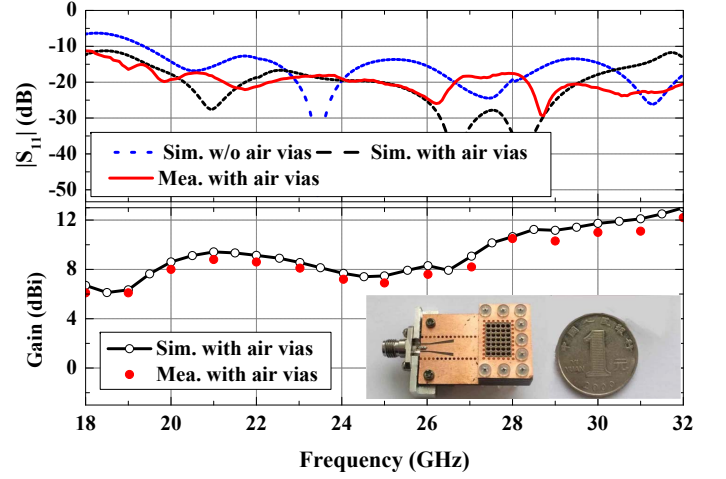 0
-10
-20
-30
-40
-50
|S11| (dB)
Sim. w/o air vias
Sim. with air vias
Mea. with air vias
12
8
4
0
Gain (dBi)
Sim. with air vias
Mea. with air vias
1
18 20 22 24 26 28 30 32
Frequency (GHz)